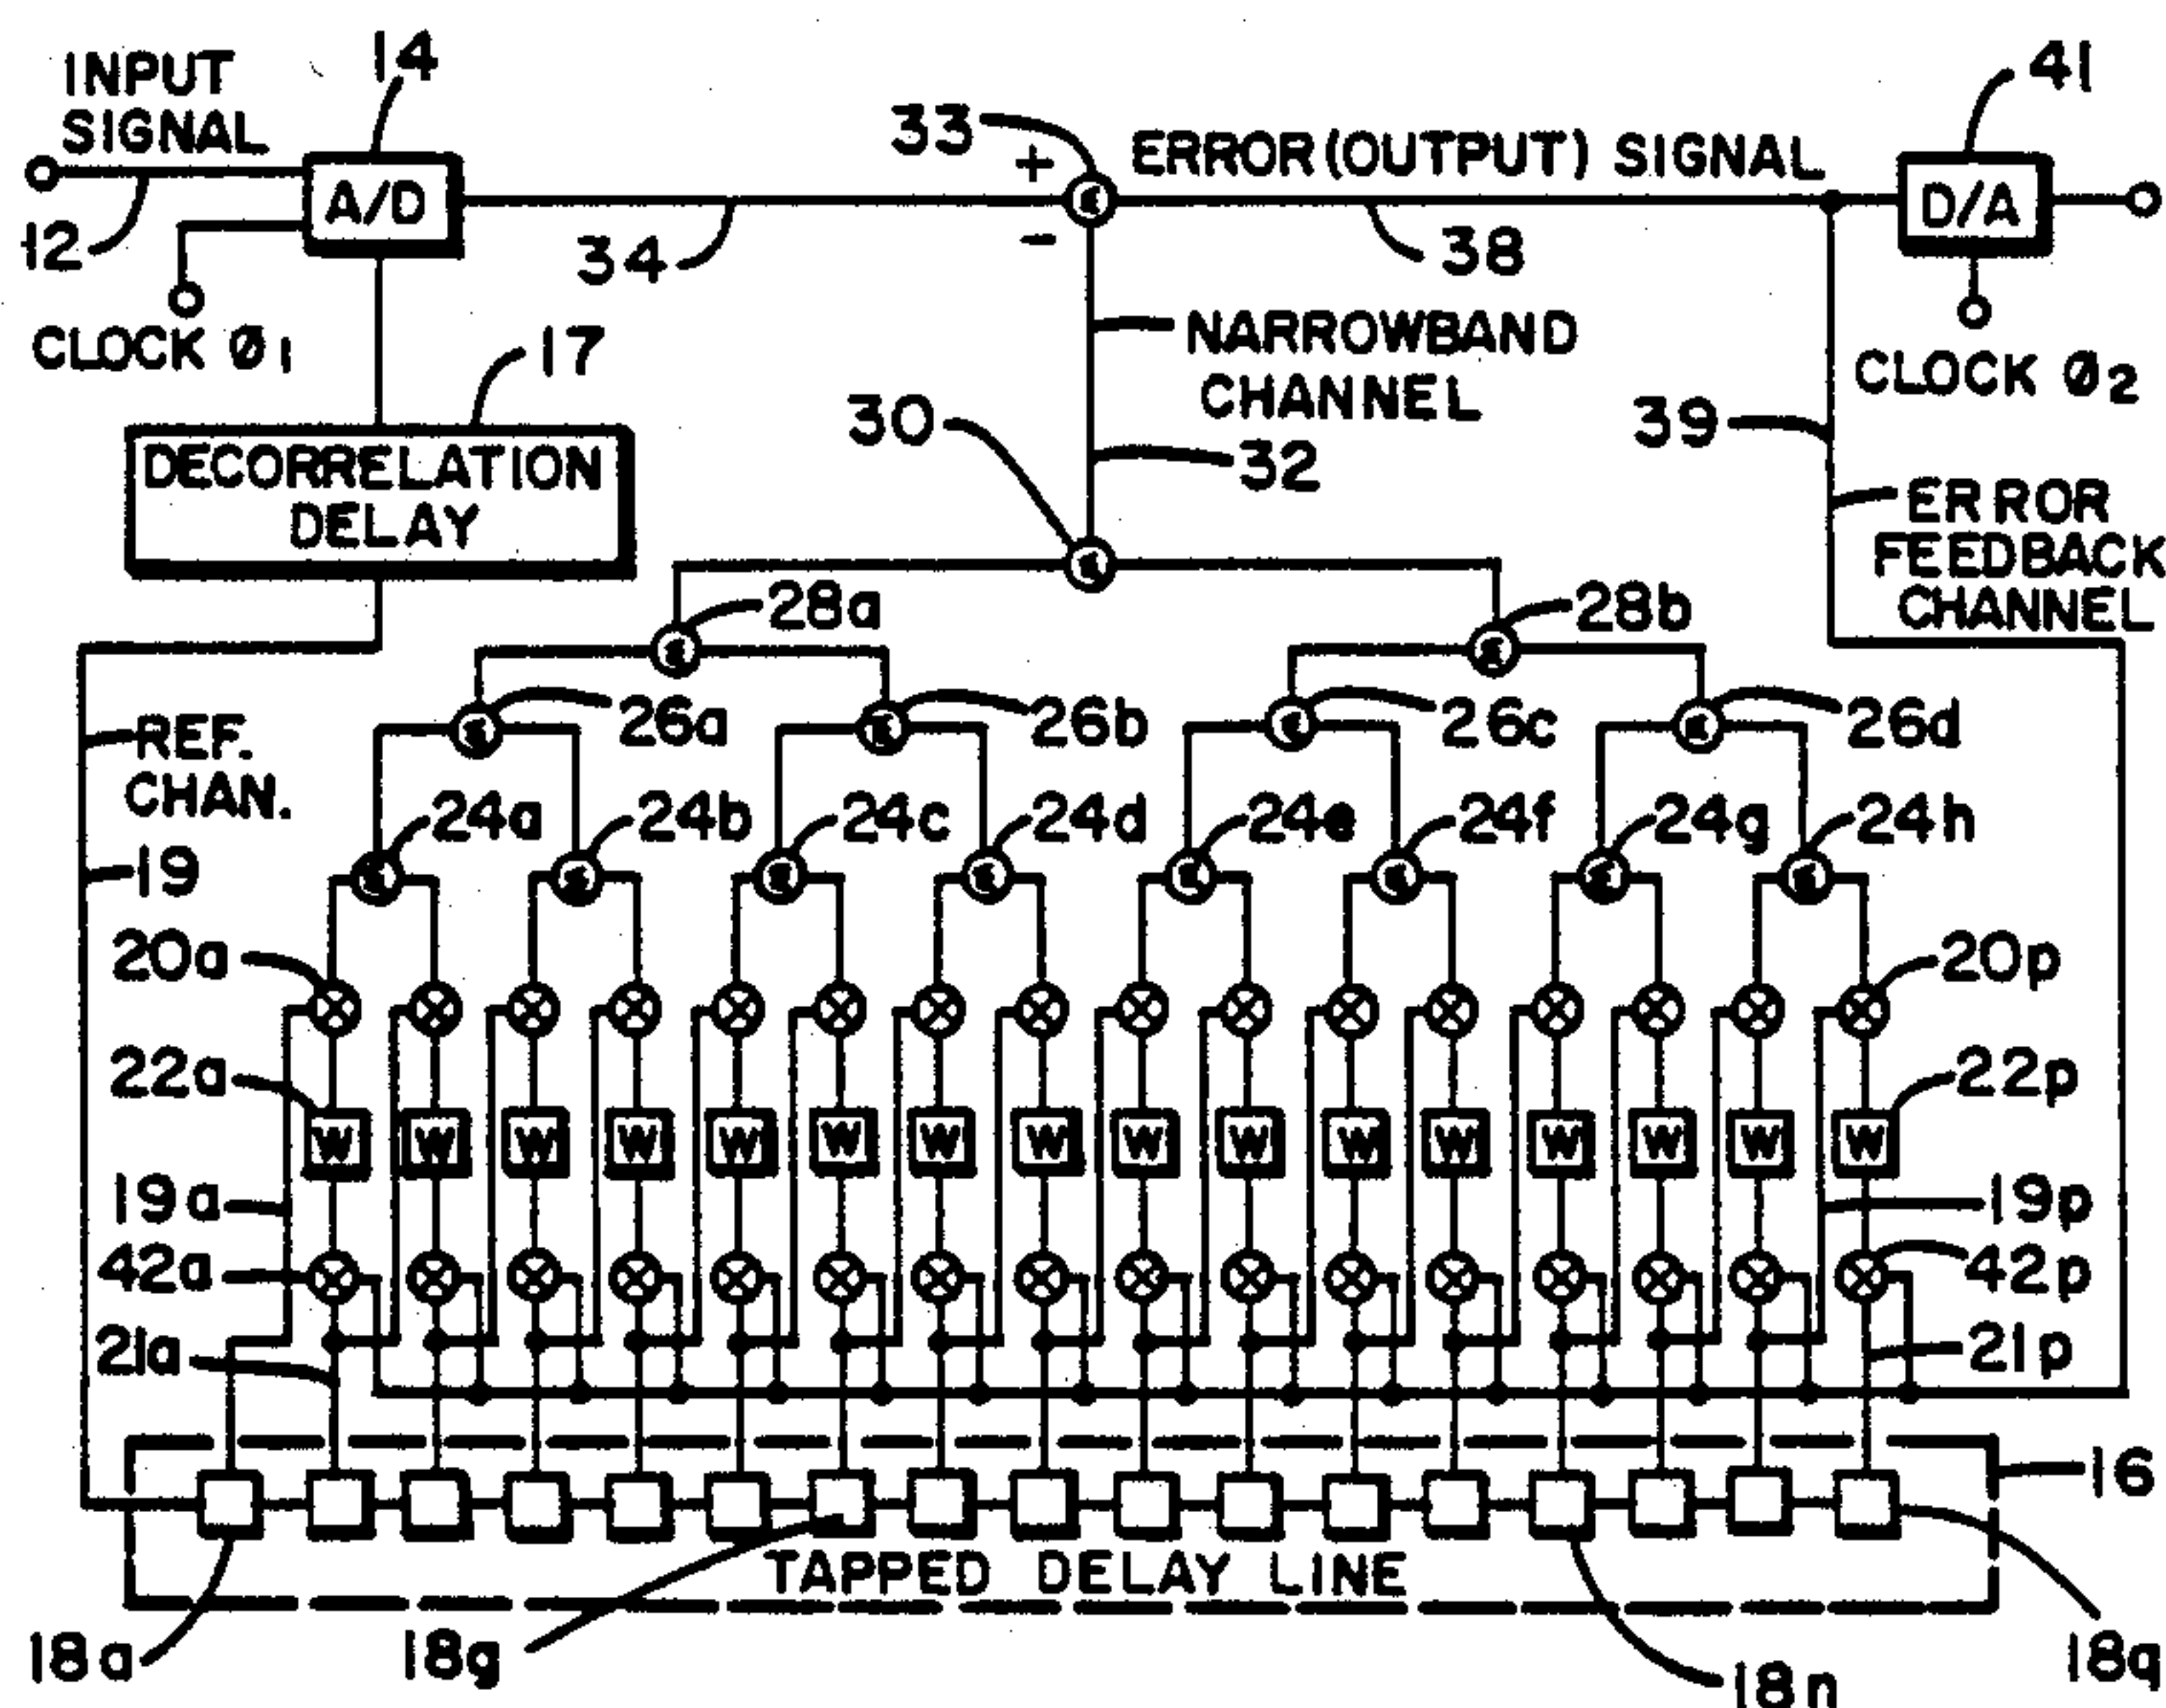 INPUT
SIGNAL
14
12
A/D
CLOCK Ø1
34
33
+
-
ERROR (OUTPUT) SIGNAL
38
41
D/A
CLOCK Ø2
17
DECORRELATION
DELAY
NARROWBAND
CHANNEL
30
32
39
ERROR
FEEDBACK
CHANNEL
28a
28b
REF.
CHAN.
26a
26b
26c
26d
19
24a
24b
24c
24d
24e
24f
24g
24h
20a
20p
22a
22p
W W W W W W W W W W W W W W W W
19a
19p
42a
42p
21a
21p
16
TAPPED DELAY LINE
18a
18g
18n
18q